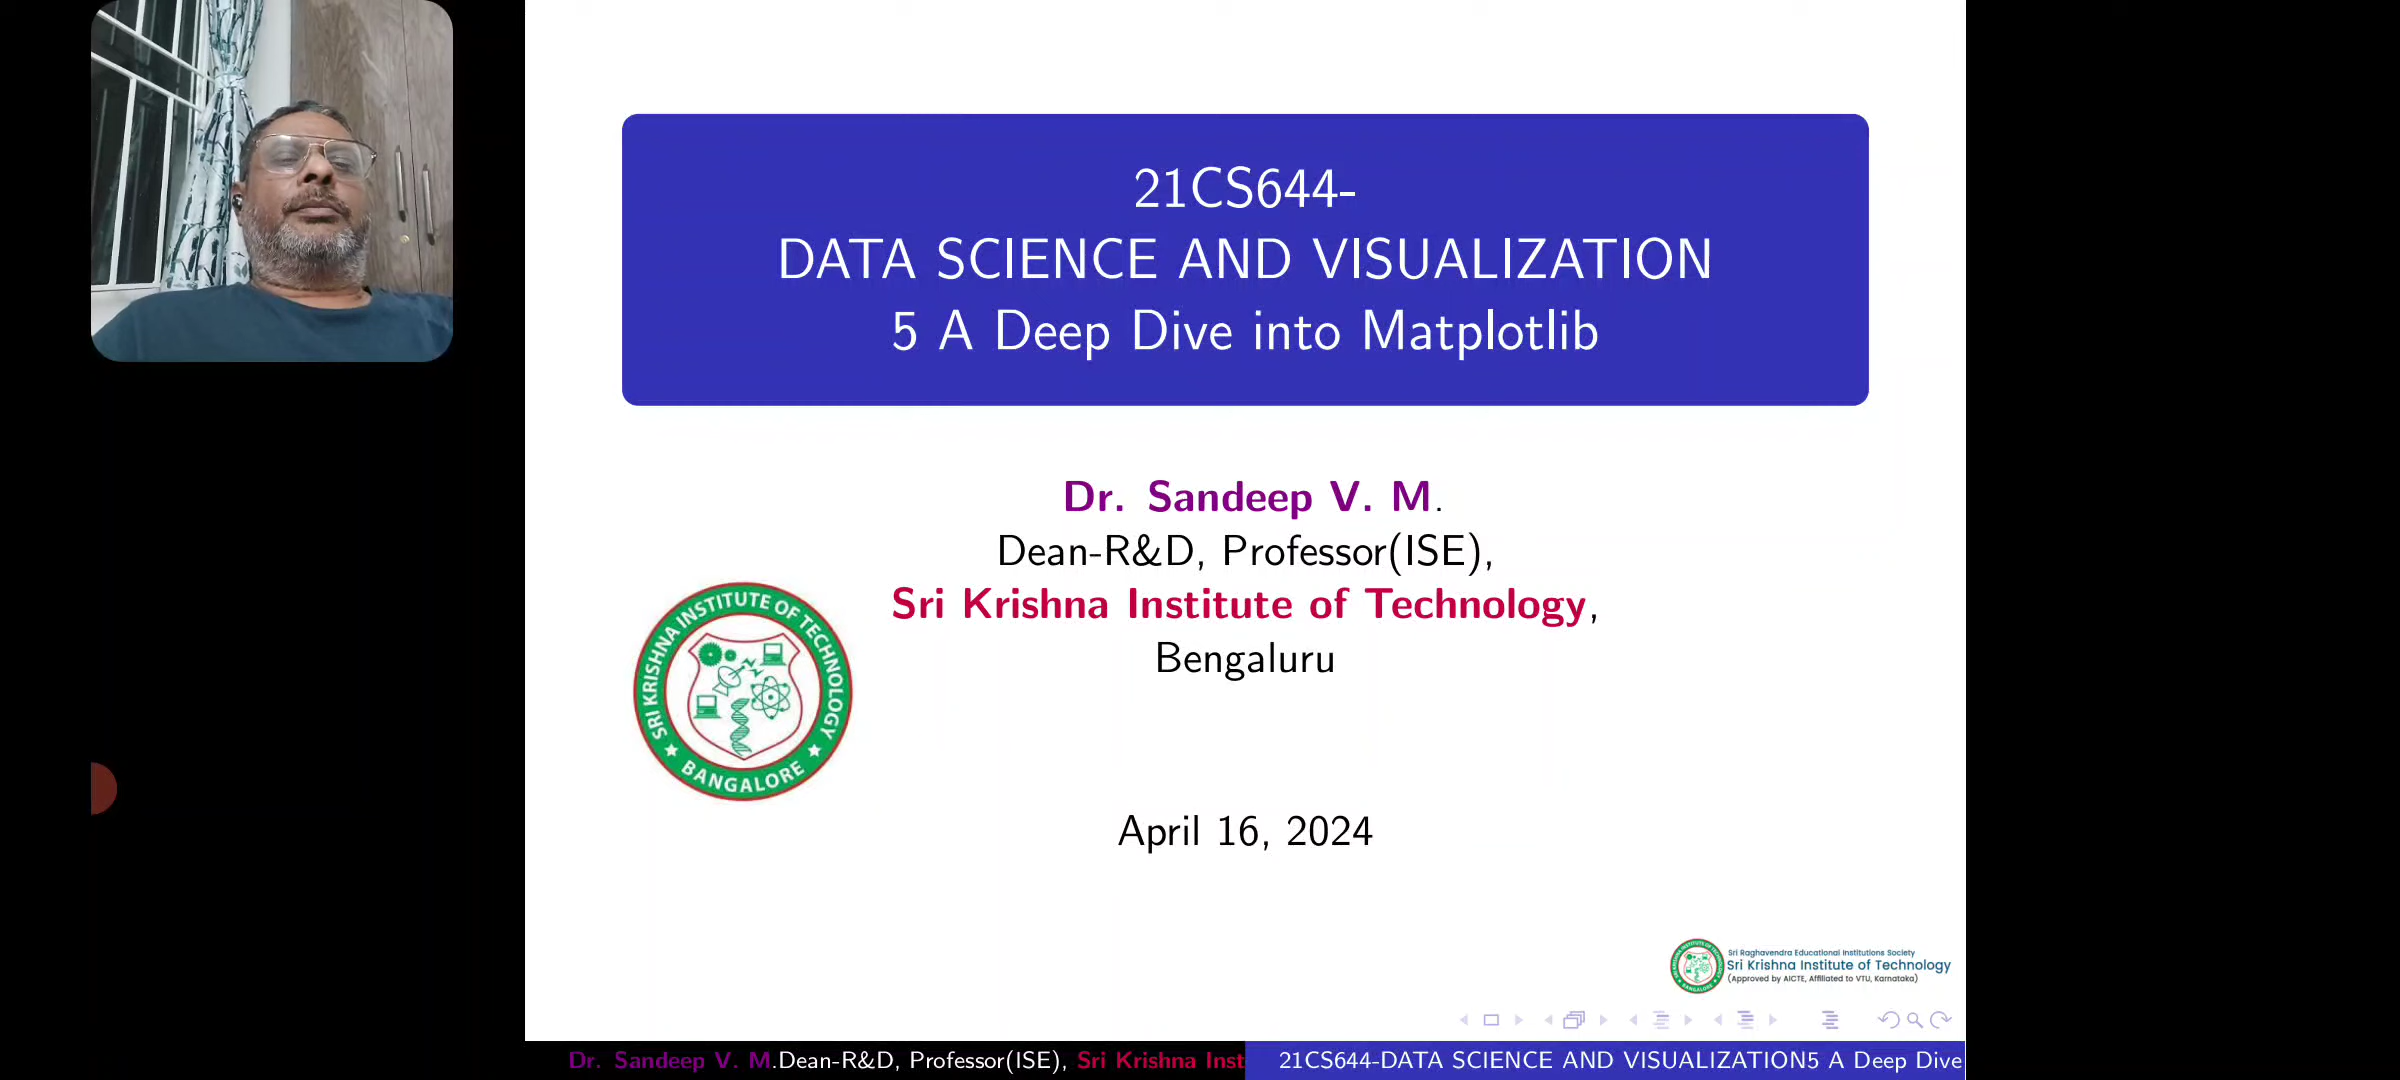 21CS644-
DATA SCIENCE AND VISUALIZATION
5 A Deep Dive into Matplotlib
Dr. Sandeep V. M.
Dean-R&D, Professor(ISE),
Sri Krishna Institute of Technology,
Bengaluru
SRI KRISHNA INSTITUTE OF TECHNOLOGY
★ BANGALORE ★
April 16, 2024
Sri Raghavendra Educational Institutions Society
Sri Krishna Institute of Technology
(Approved by AICTE, Affiliated to VTU, Karnataka)
Dr. Sandeep V. M.Dean-R&D, Professor(ISE), Sri Krishna Inst
21CS644-DATA SCIENCE AND VISUALIZATION5 A Deep Dive